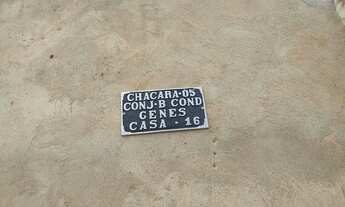 CHACARA-05
CONJ-B COND
GENES
CASA - 16